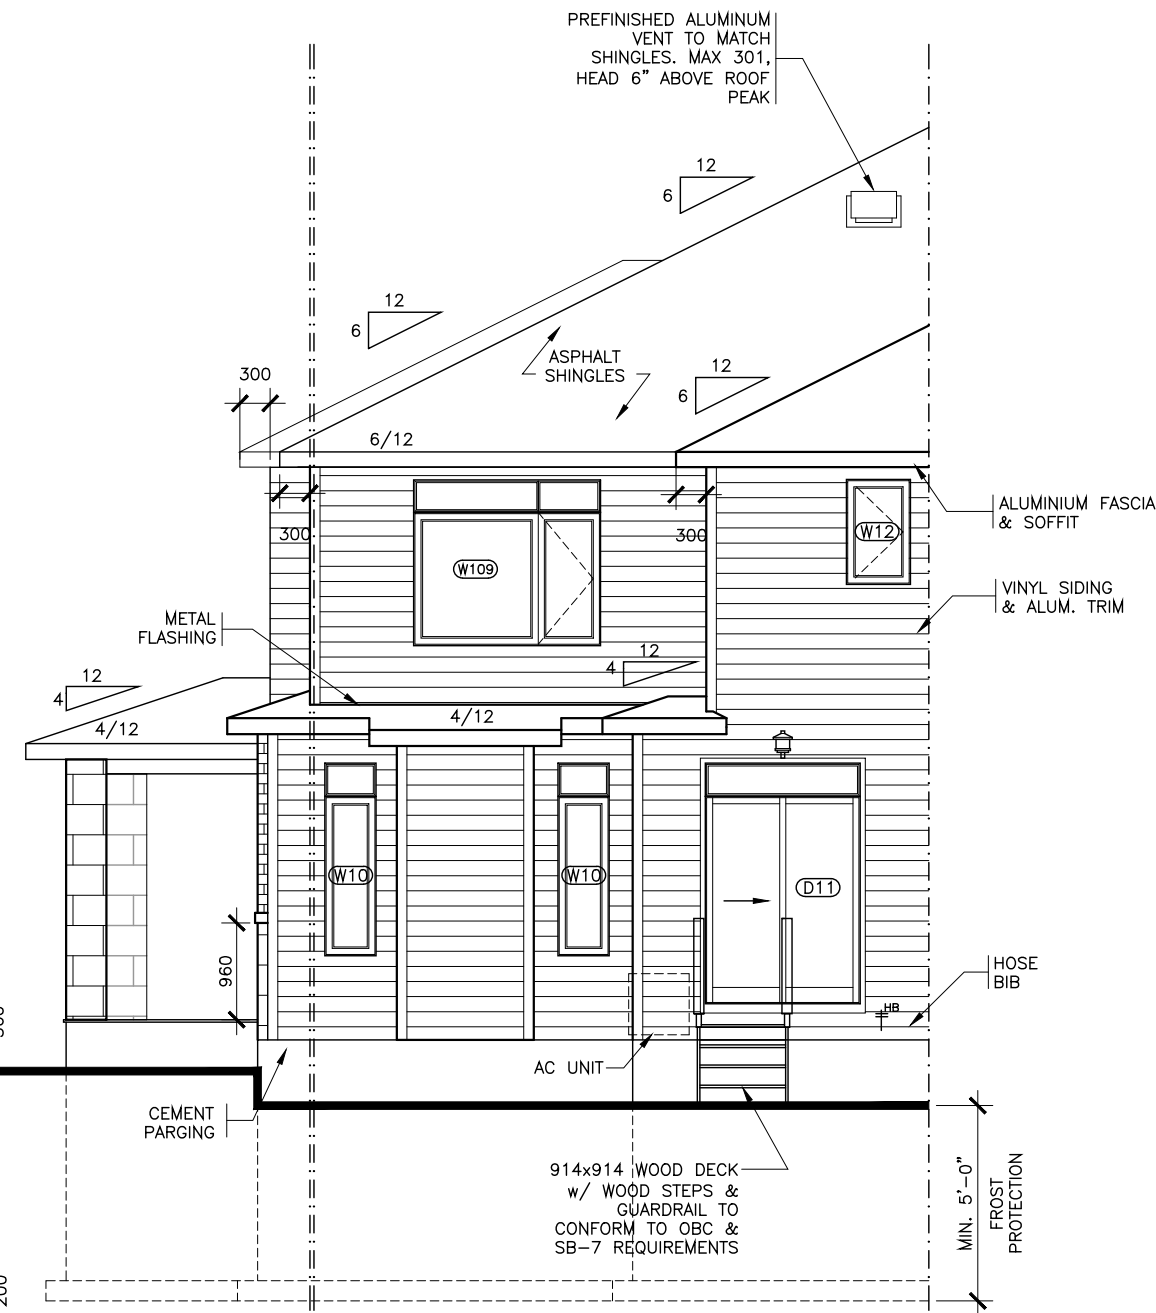 PREFINISHED ALUMINUM
VENT TO MATCH
SHINGLES. MAX 301,
HEAD 6" ABOVE ROOF
PEAK
12
6
12
6
ASPHALT
SHINGLES
12
6
300
6/12
300
300
ALUMINIUM FASCIA
& SOFFIT
W12
W109
VINYL SIDING
& ALUM. TRIM
METAL
FLASHING
12
4
12
4
4/12
4/12
W10
W10
D11
960
HOSE
BIB
HB
AC UNIT
CEMENT
PARGING
914x914 WOOD DECK
w/ WOOD STEPS &
GUARDRAIL TO
CONFORM TO OBC &
SB-7 REQUIREMENTS
MIN. 5'-0"
FROST
PROTECTION
200